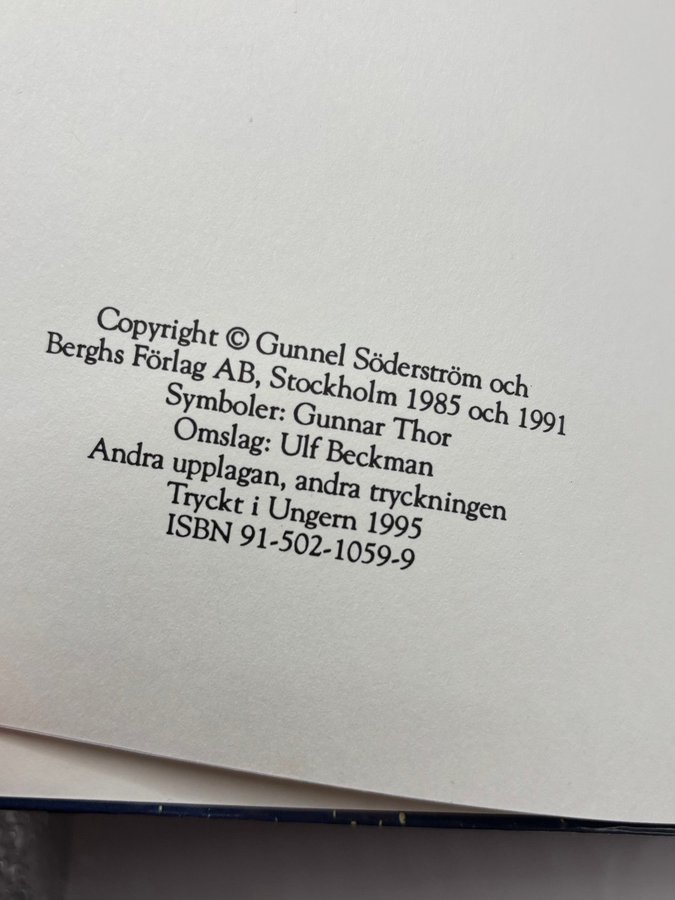 Copyright © Gunnel Söderström och
Berghs Förlag AB, Stockholm 1985 och 1991
Symboler: Gunnar Thor
Omslag: Ulf Beckman
Andra upplagan, andra tryckningen
Tryckt i Ungern 1995
ISBN 91-502-1059-9